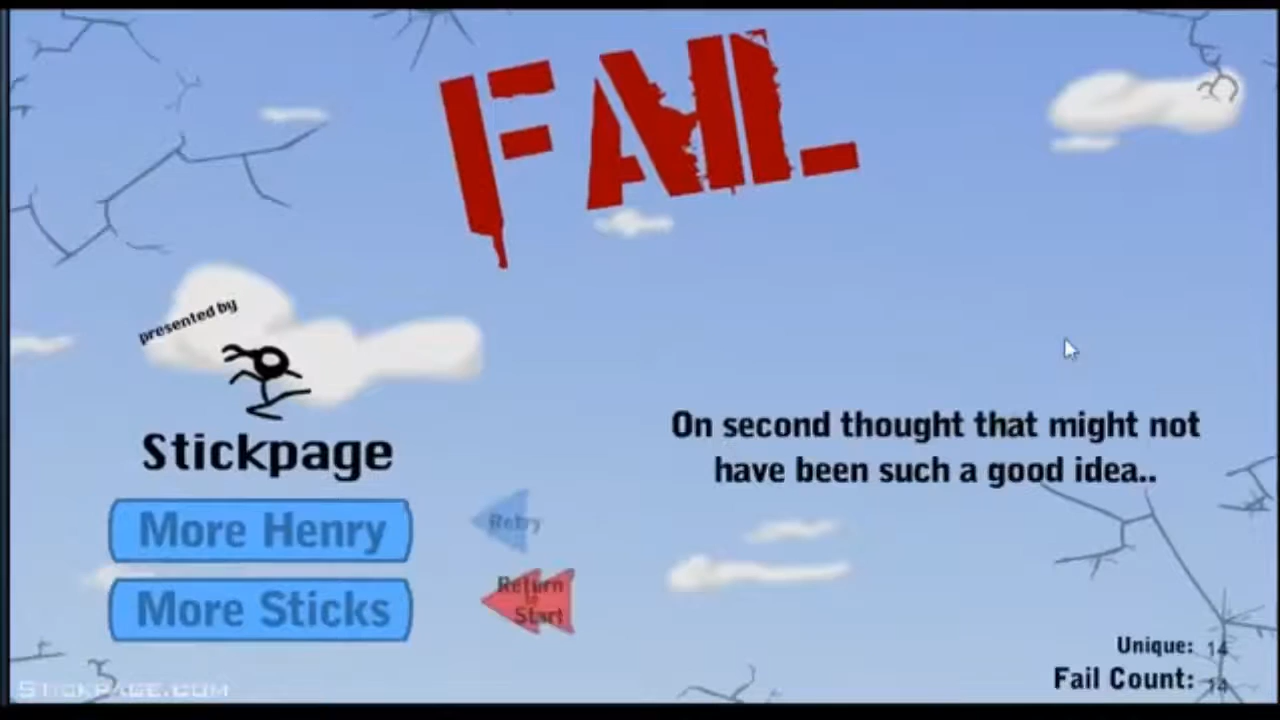 FAIL
presented by
Stickpage
On second thought that might not
have been such a good idea..
More Henry
Retry
More Sticks
Return
to
Start
Unique: 14
Fail Count: 14
STICKPAGE.COM